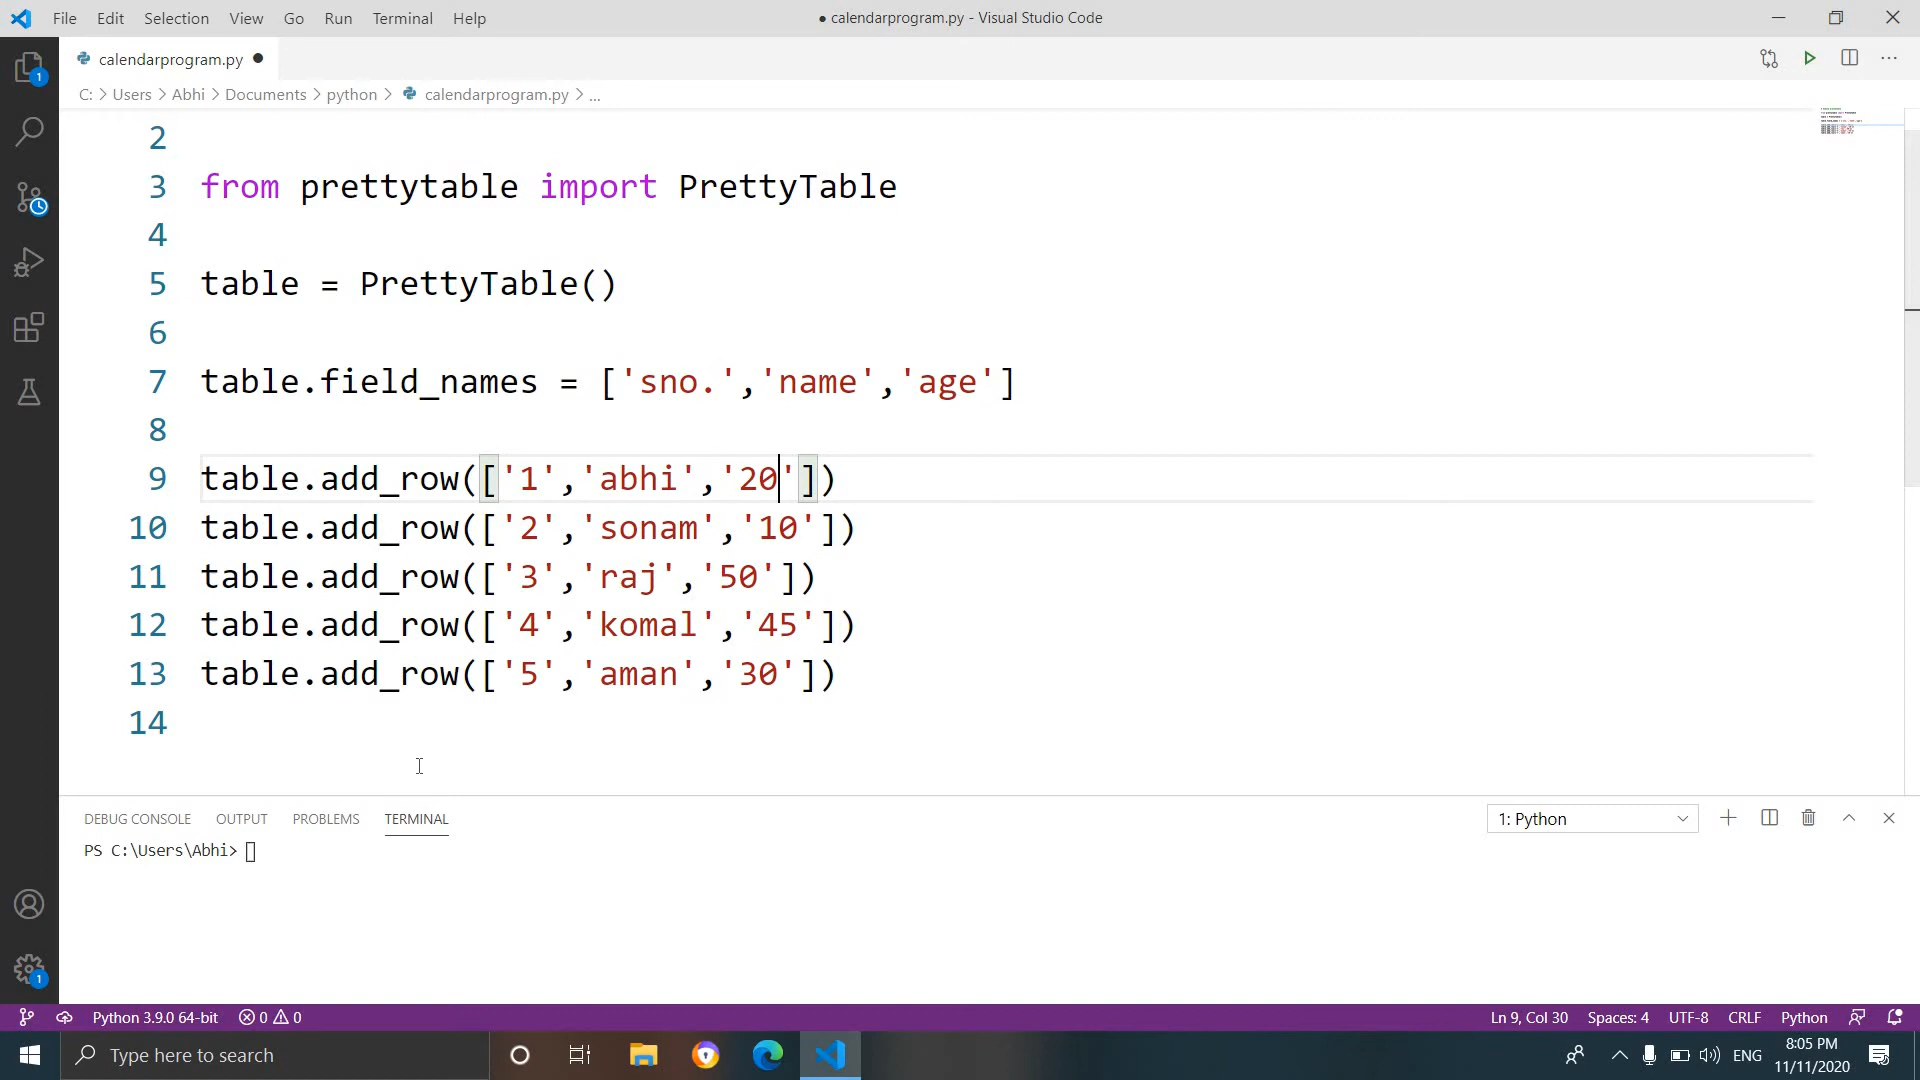 File Edit Selection View Go Run Terminal Help
● calendarprogram.py - Visual Studio Code
calendarprogram.py ●
C: > Users > Abhi > Documents > python > calendarprogram.py > ...
2
3 from prettytable import PrettyTable
4
5 table = PrettyTable()
6
7 table.field_names = ['sno.','name','age']
8
9 table.add_row(['1','abhi','20'])
10 table.add_row(['2','sonam','10'])
11 table.add_row(['3','raj','50'])
12 table.add_row(['4','komal','45'])
13 table.add_row(['5','aman','30'])
14
DEBUG CONSOLE OUTPUT PROBLEMS TERMINAL 1: Python
PS C:\Users\Abhi>
Python 3.9.0 64-bit 0 0 Ln 9, Col 30 Spaces: 4 UTF-8 CRLF Python
Type here to search ENG
8:05 PM
11/11/2020
1
1